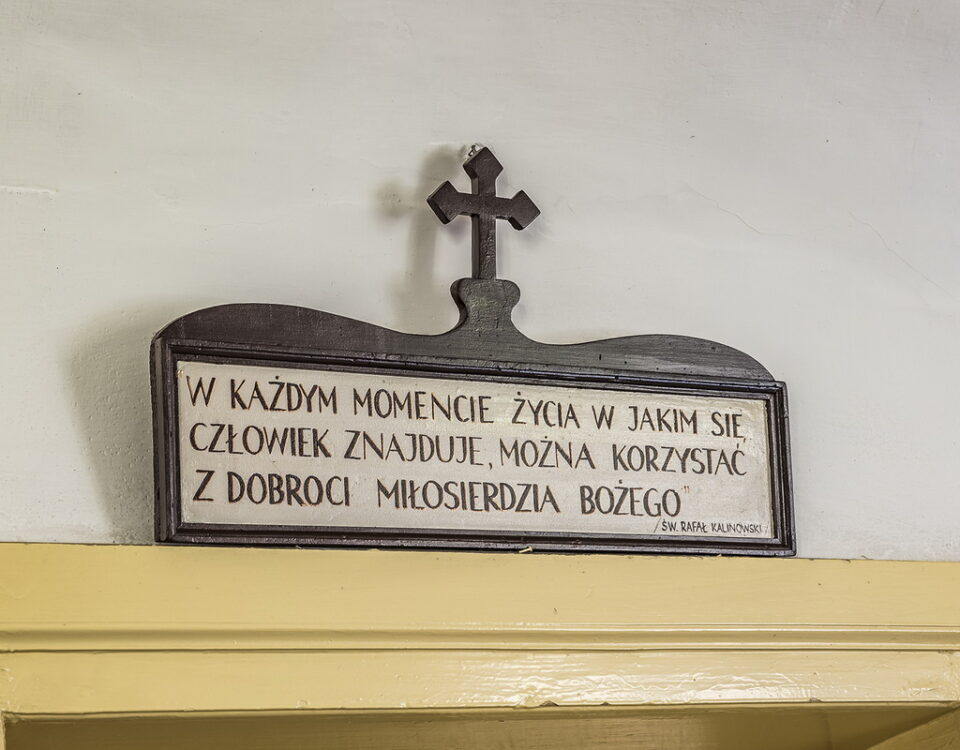 "W KAŻDYM MOMENCIE ŻYCIA W JAKIM SIĘ
CZŁOWIEK ZNAJDUJE, MOŻNA KORZYSTAĆ
Z DOBROCI MIŁOSIERDZIA BOŻEGO"
/ŚW. RAFAŁ KALINOWSKI/